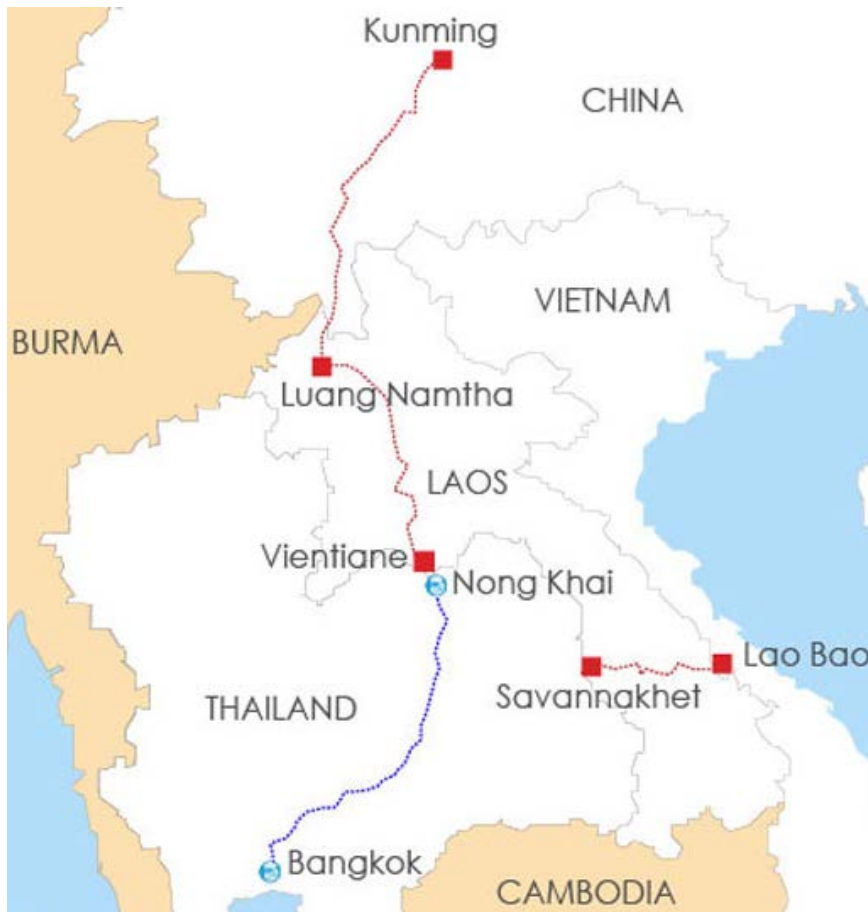 Kunming
CHINA
VIETNAM
BURMA
Luang Namtha
LAOS
Vientiane
Nong Khai
Lao Bao
Savannakhet
THAILAND
Bangkok
CAMBODIA